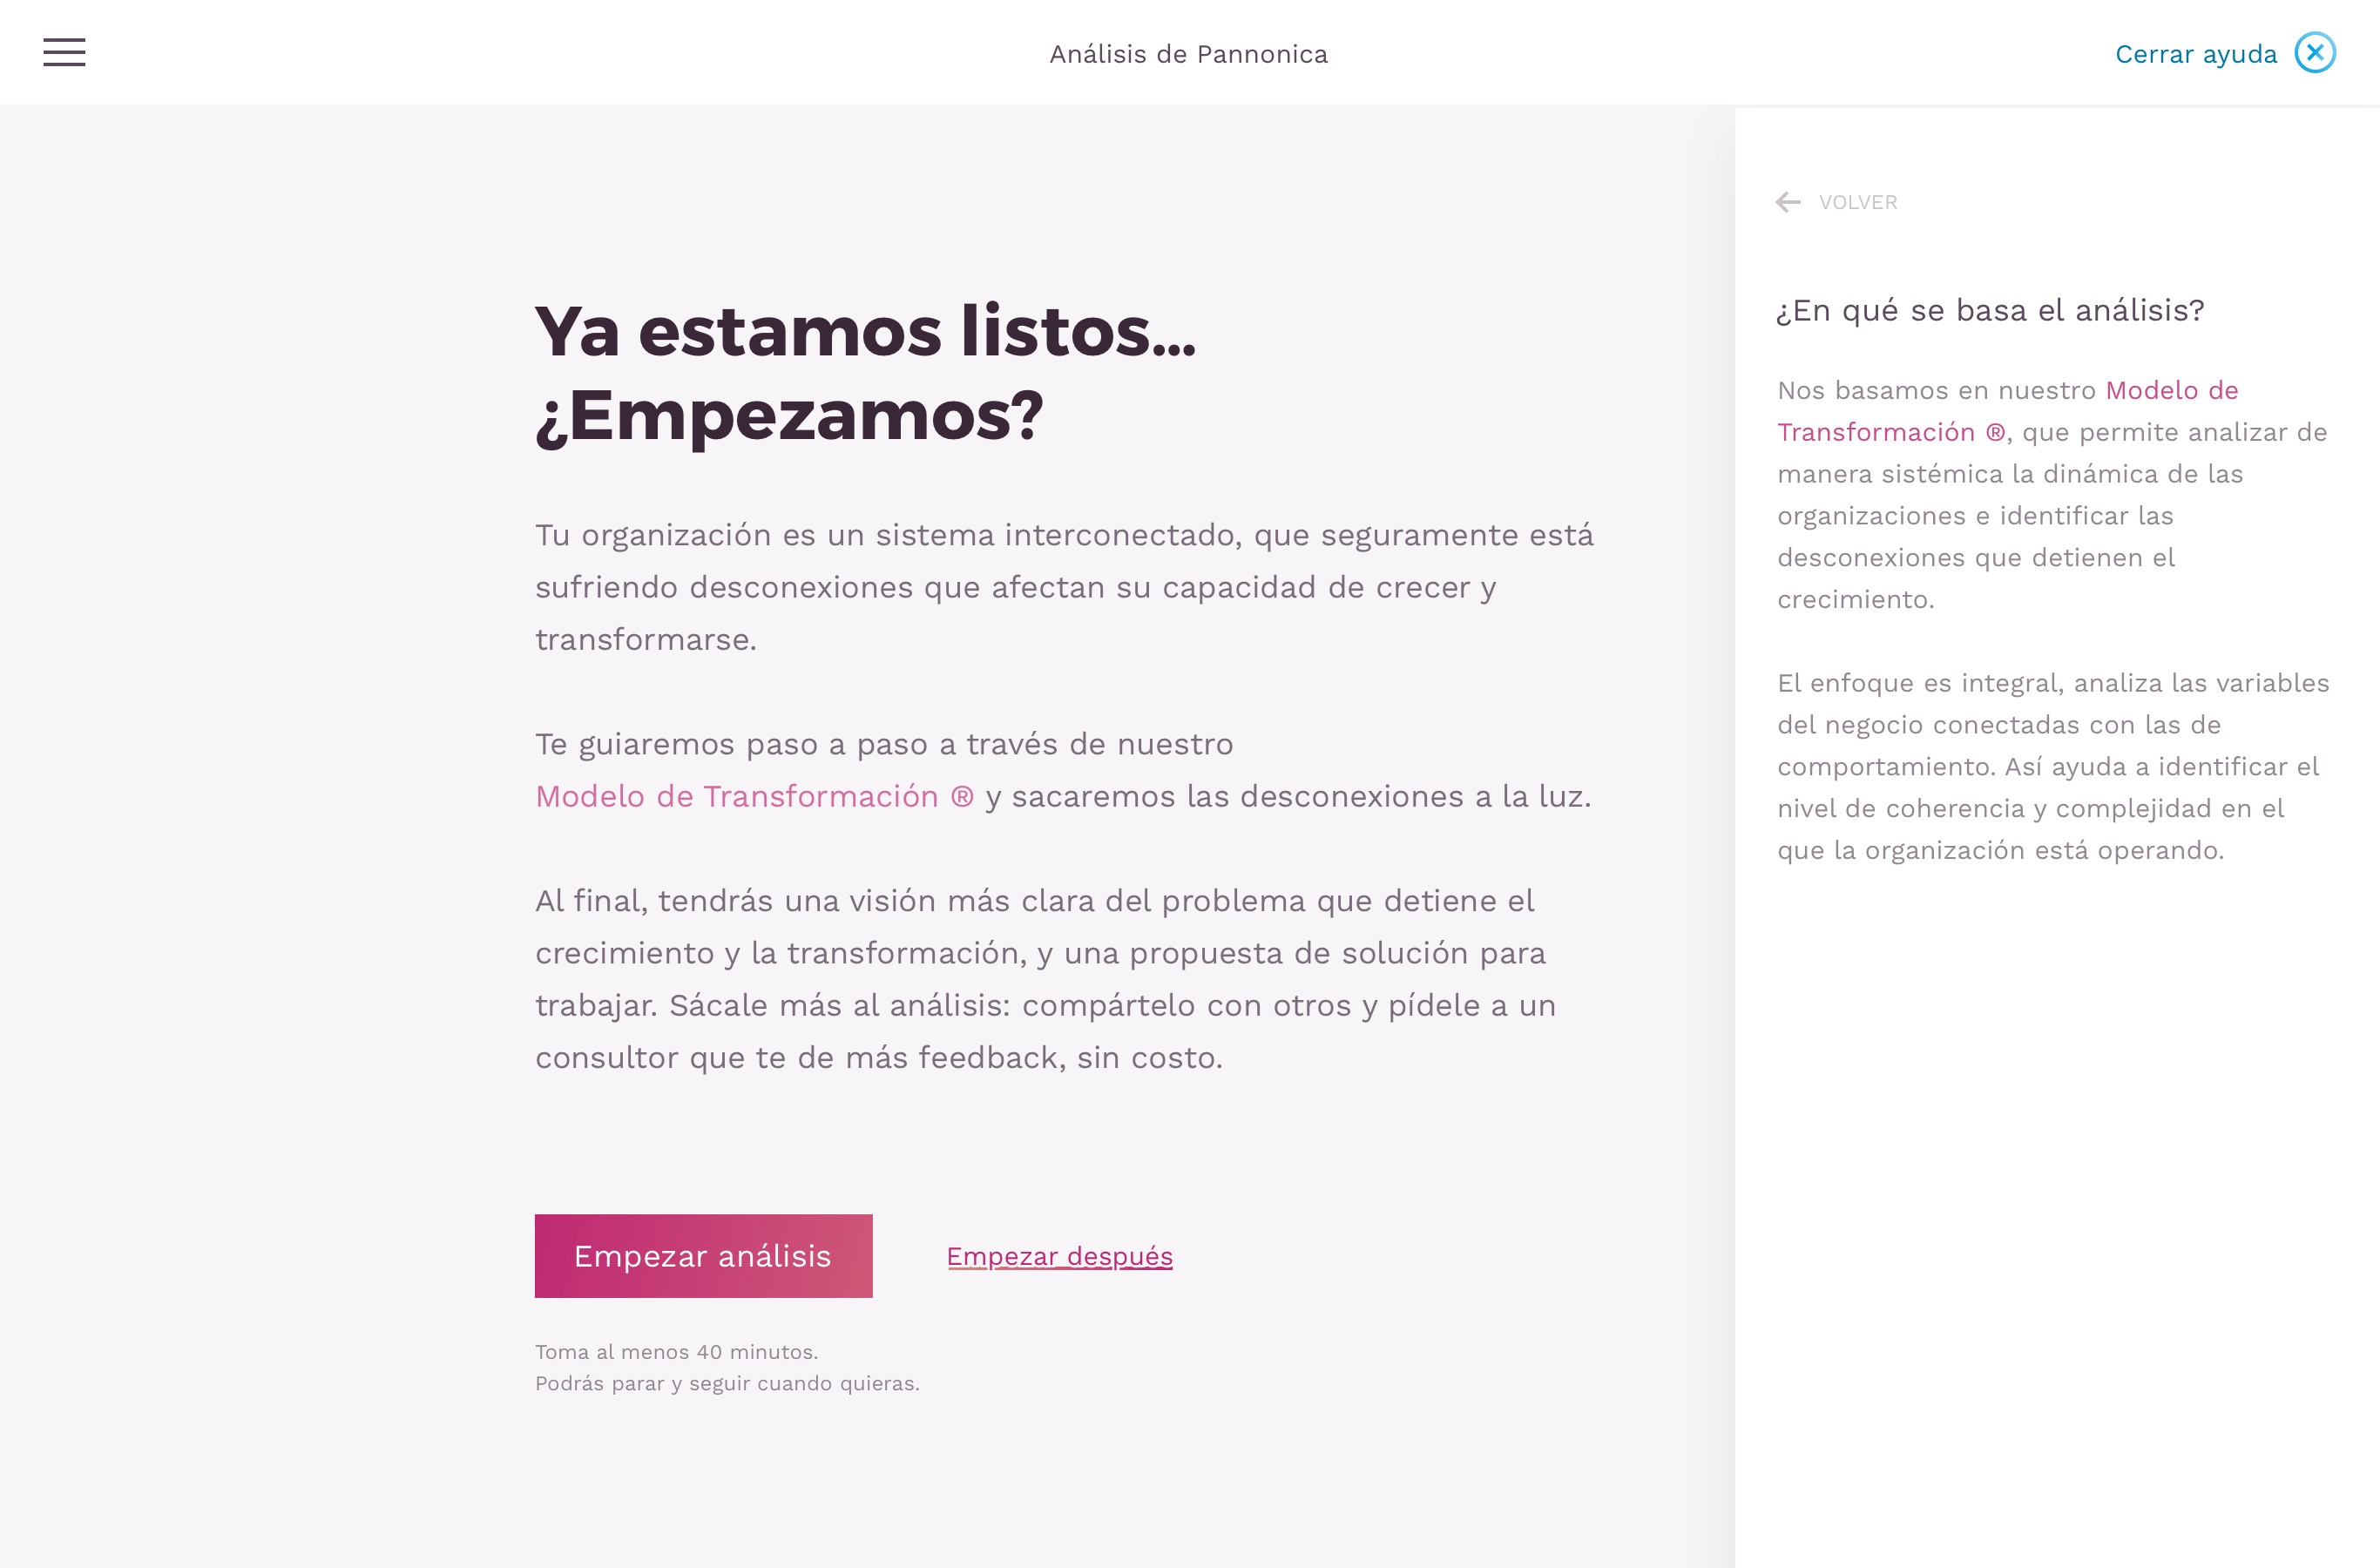 Análisis de Pannonica
Cerrar ayuda
Ya estamos listos...
¿Empezamos?
Tu organización es un sistema interconectado, que seguramente está
sufriendo desconexiones que afectan su capacidad de crecer y
transformarse.
Te guiaremos paso a paso a través de nuestro
Modelo de Transformación ® y sacaremos las desconexiones a la luz.
Al final, tendrás una visión más clara del problema que detiene el
crecimiento y la transformación, y una propuesta de solución para
trabajar. Sácale más al análisis: compártelo con otros y pídele a un
consultor que te de más feedback, sin costo.
Empezar análisis
Empezar después
Toma al menos 40 minutos.
Podrás parar y seguir cuando quieras.
VOLVER
¿En qué se basa el análisis?
Nos basamos en nuestro Modelo de
Transformación ®, que permite analizar de
manera sistémica la dinámica de las
organizaciones e identificar las
desconexiones que detienen el
crecimiento.
El enfoque es integral, analiza las variables
del negocio conectadas con las de
comportamiento. Así ayuda a identificar el
nivel de coherencia y complejidad en el
que la organización está operando.